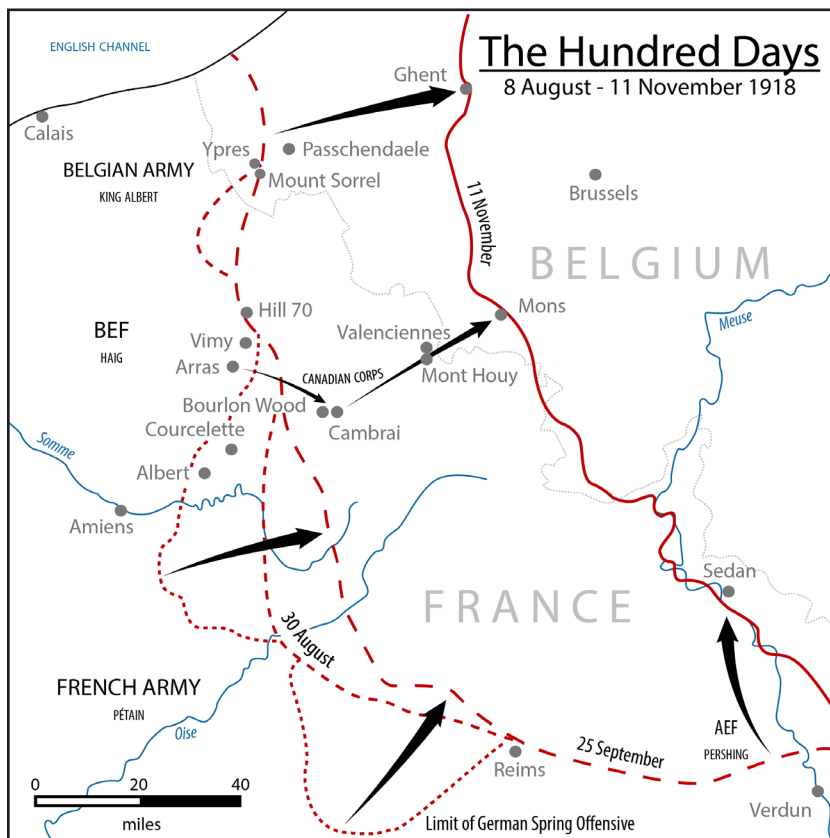 The Hundred Days
8 August - 11 November 1918
ENGLISH CHANNEL
Ghent
Calais
Ypres
Passchendaele
BELGIAN ARMY
KING ALBERT
Mount Sorrel
Brussels
11 November
BELGIUM
Hill 70
Mons
Meuse
BEF
HAIG
Vimy
Valenciennes
Arras
CANADIAN CORPS
Mont Houy
Bourlon Wood
Cambrai
Courcelette
Somme
Albert
Amiens
Sedan
FRANCE
30 August
FRENCH ARMY
PÉTAIN
Oise
AEF
PERSHING
25 September
Reims
0 20 40
miles
Limit of German Spring Offensive
Verdun